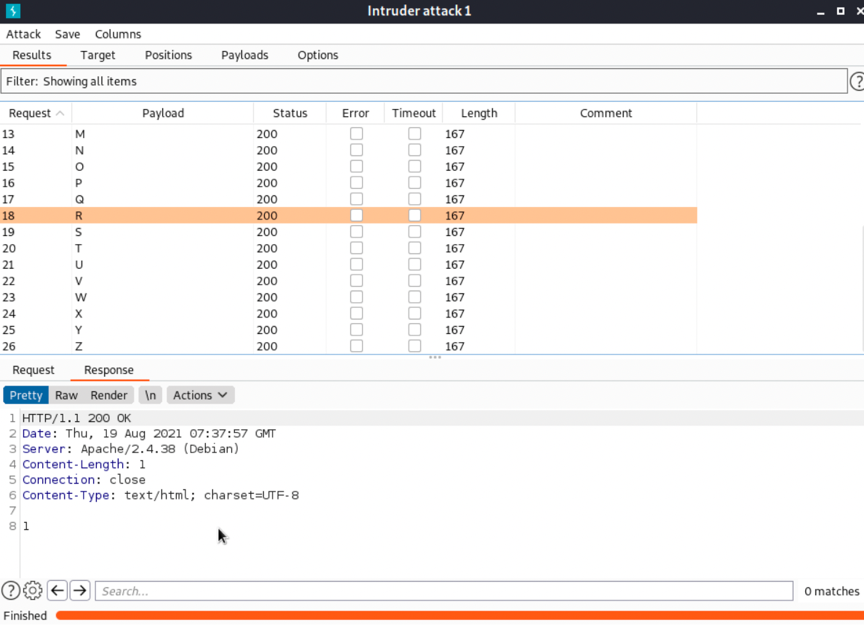 Intruder attack 1
Attack Save Columns
Results Target Positions Payloads Options
Filter: Showing all items
Request Payload Status Error Timeout Length Comment
13 M 200 167
14 N 200 167
15 O 200 167
16 P 200 167
17 Q 200 167
18 R 200 167
19 S 200 167
20 T 200 167
21 U 200 167
22 V 200 167
23 W 200 167
24 X 200 167
25 Y 200 167
26 Z 200 167
Request Response
Pretty Raw Render \n Actions
1 HTTP/1.1 200 OK
2 Date: Thu, 19 Aug 2021 07:37:57 GMT
3 Server: Apache/2.4.38 (Debian)
4 Content-Length: 1
5 Connection: close
6 Content-Type: text/html; charset=UTF-8
7
8 1
Search... 0 matches
Finished